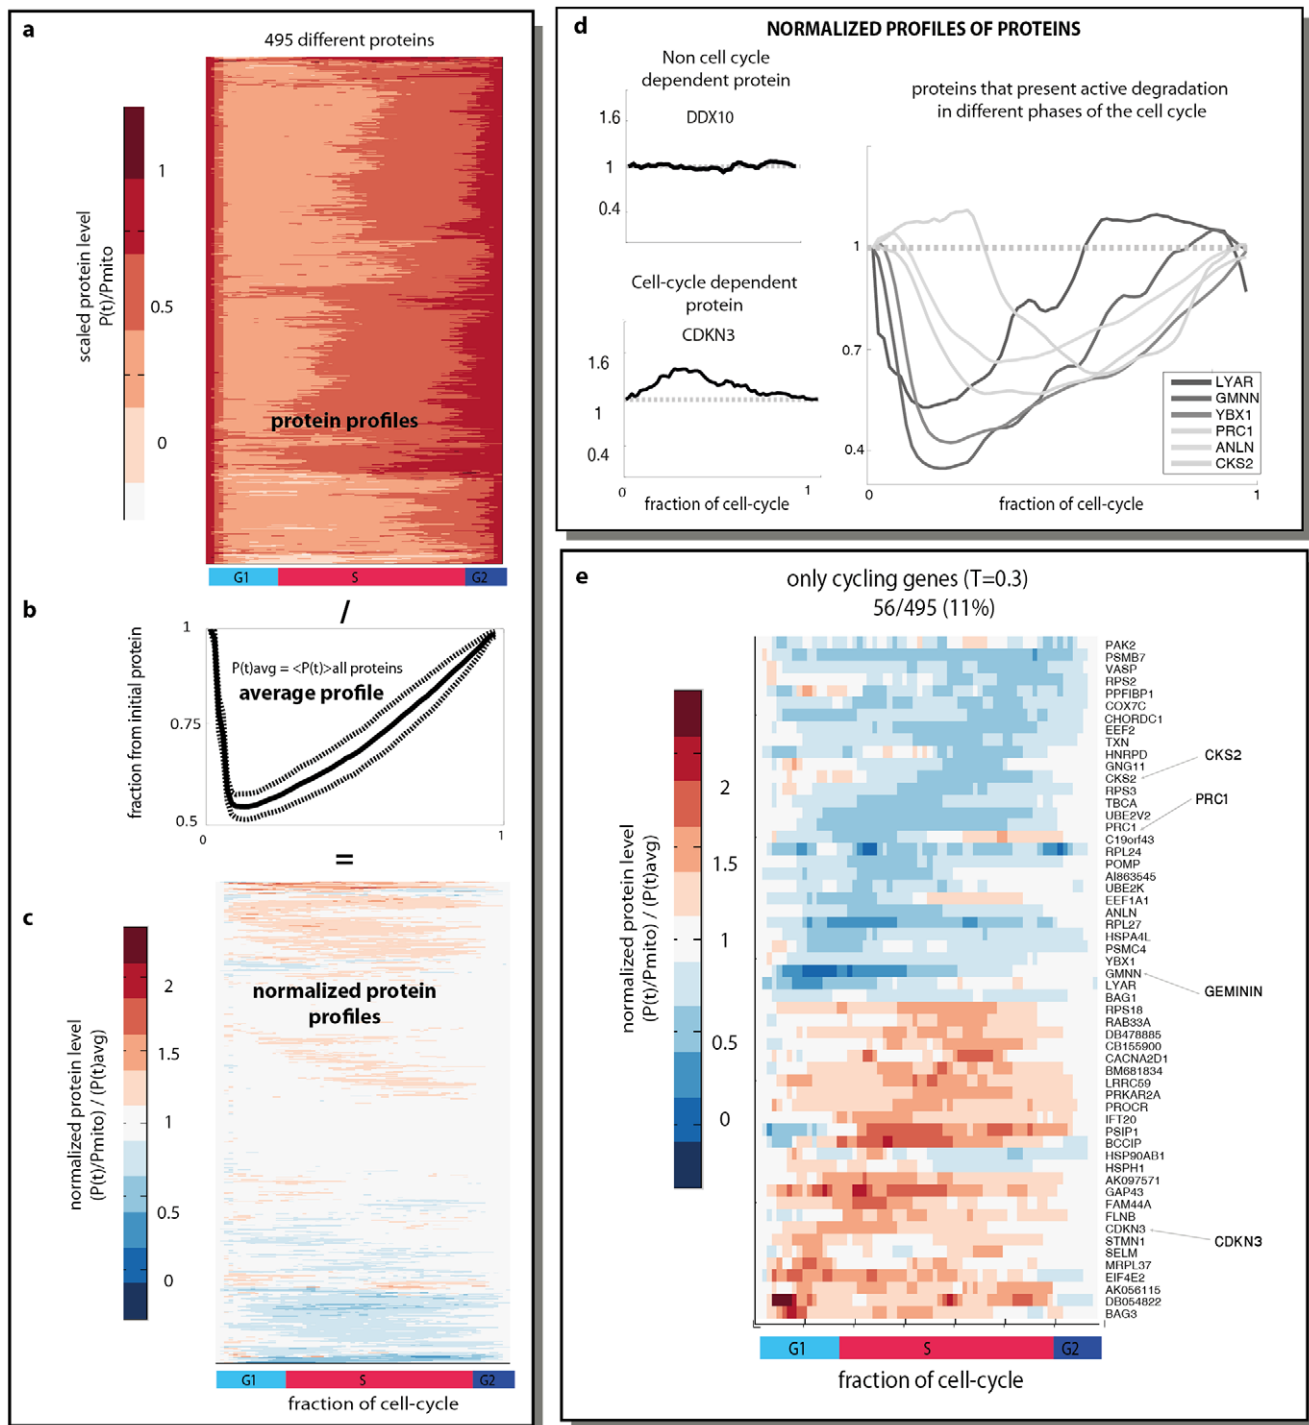 a
495 different proteins
scaled protein level
P(t)/Pmito
1
0.5
0
protein profiles
G1 S G2
b
/
fraction from initial protein
1
0.75
0.5
P(t)avg = <P(t)>all proteins
average profile
0 1
=
c
normalized protein level
(P(t)/Pmito) / (P(t)avg)
2
1.5
1
0.5
0
normalized protein
profiles
G1 S G2
fraction of cell-cycle
d
NORMALIZED PROFILES OF PROTEINS
Non cell cycle
dependent protein
DDX10
1.6
1
0.4
Cell-cycle dependent
protein
CDKN3
1.6
1
0.4
0 1
fraction of cell-cycle
proteins that present active degradation
in different phases of the cell cycle
1
0.7
0.4
LYAR
GMNN
YBX1
PRC1
ANLN
CKS2
0 1
fraction of cell-cycle
e
only cycling genes (T=0.3)
56/495 (11%)
normalized protein level
(P(t)/Pmito) / (P(t)avg)
2
1.5
1
0.5
0
PAK2
PSMB7
VASP
RPS2
PPFIBP1
COX7C
CHORDC1
EEF2
TXN
HNRPD
GNG11
CKS2
RPS3
TBCA
UBE2V2
PRC1
C19orf43
RPL24
POMP
AI863545
UBE2K
EEF1A1
ANLN
RPL27
HSPA4L
PSMC4
YBX1
GMNN
LYAR
BAG1
RPS18
RAB33A
DB478885
CB155900
CACNA2D1
BM681834
LRRC59
PRKAR2A
PROCR
IFT20
PSIP1
BCCIP
HSP90AB1
HSPH1
AK097571
GAP43
FAM44A
FLNB
CDKN3
STMN1
SELM
MRPL37
EIF4E2
AK056115
DB054822
BAG3
CKS2
PRC1
GEMININ
CDKN3
G1 S G2
fraction of cell-cycle